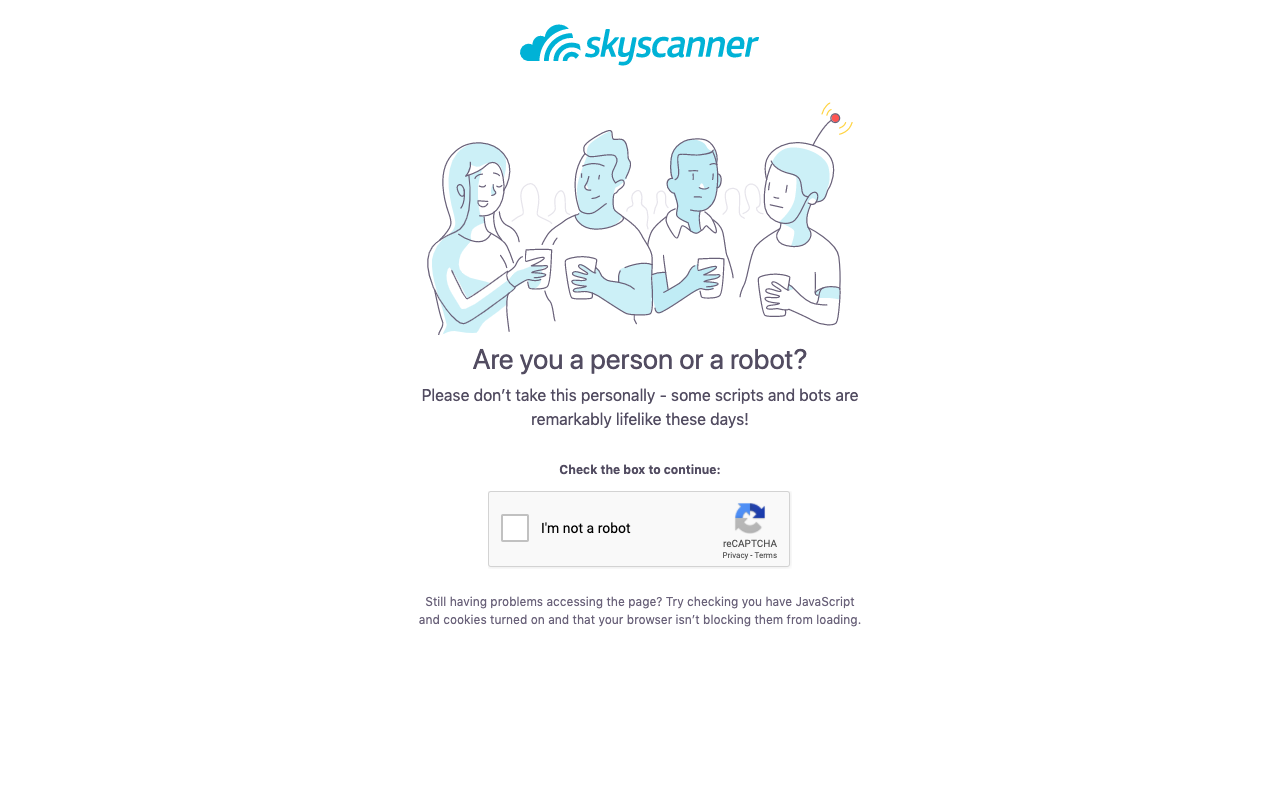 skyscanner
Are you a person or a robot?
Please don’t take this personally - some scripts and bots are
remarkably lifelike these days!
Check the box to continue:
I'm not a robot
reCAPTCHA
Privacy - Terms
Still having problems accessing the page? Try checking you have JavaScript
and cookies turned on and that your browser isn’t blocking them from loading.